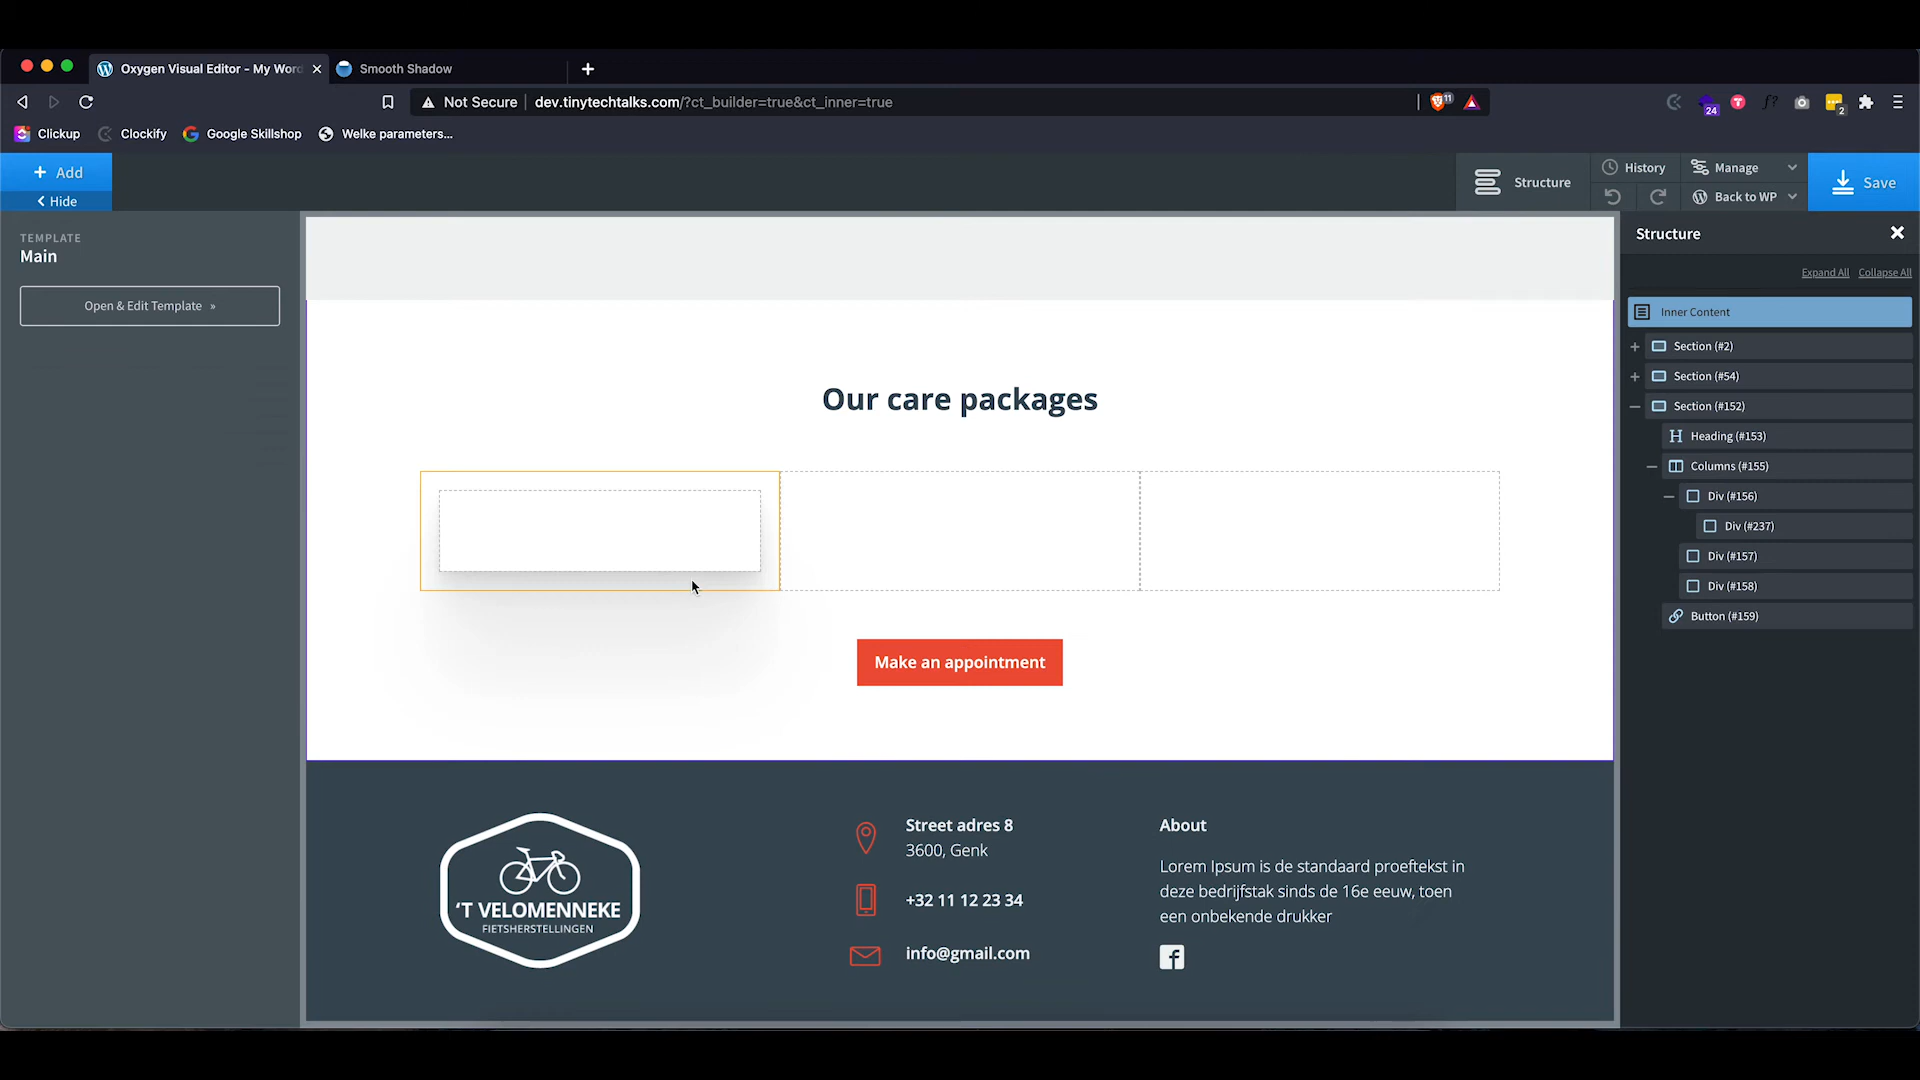 Oxygen Visual Editor - My Word
Smooth Shadow
Not Secure
dev.tinytechtalks.com/?ct_builder=true&ct_inner=true
11
24
f?
2
Clickup
Clockify
Google Skillshop
Welke parameters...
+ Add
Hide
Structure
History
Manage
Back to WP
Save
TEMPLATE
Main
Open & Edit Template »
Structure
Expand All
Collapse All
Inner Content
Section (#2)
Section (#54)
Section (#152)
Heading (#153)
Columns (#155)
Div (#156)
Div (#237)
Div (#157)
Div (#158)
Button (#159)
Our care packages
Make an appointment
'T VELOMENNEKE
FIETSHERSTELLINGEN
Street adres 8
3600, Genk
+32 11 12 23 34
info@gmail.com
About
Lorem Ipsum is de standaard proeftekst in
deze bedrijfstak sinds de 16e eeuw, toen
een onbekende drukker